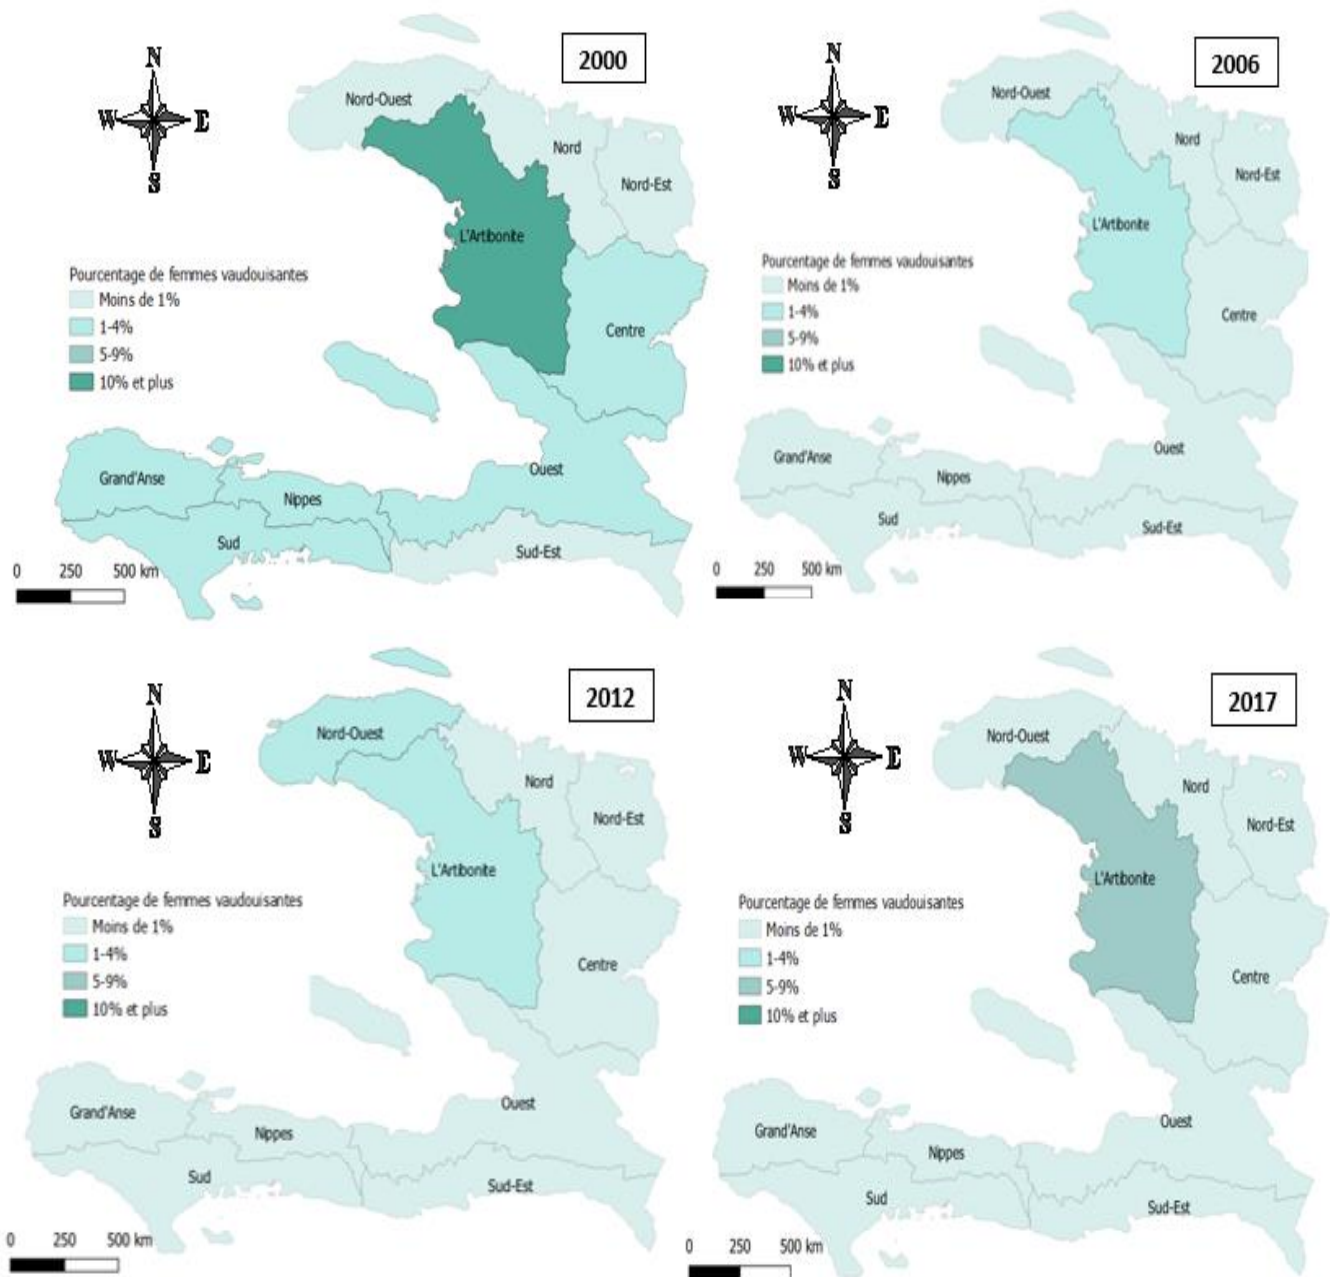 2000
N
W E
S
Nord-Ouest
Nord
Nord-Est
L'Artibonite
Pourcentage de femmes vaudouisantes
Moins de 1%
1-4%
5-9%
10% et plus
Centre
Ouest
Grand'Anse
Nippes
Sud
Sud-Est
0 250 500 km
2006
N
W E
S
Nord-Ouest
Nord
Nord-Est
L'Artibonite
Pourcentage de femmes vaudouisantes
Moins de 1%
1-4%
5-9%
10% et plus
Centre
Ouest
Grand'Anse
Nippes
Sud
Sud-Est
0 250 500 km
2012
N
W E
S
Nord-Ouest
Nord
Nord-Est
L'Artibonite
Pourcentage de femmes vaudouisantes
Moins de 1%
1-4%
5-9%
10% et plus
Centre
Ouest
Grand'Anse
Nippes
Sud
Sud-Est
0 250 500 km
2017
N
W E
S
Nord-Ouest
Nord
Nord-Est
L'Artibonite
Pourcentage de femmes vaudouisantes
Moins de 1%
1-4%
5-9%
10% et plus
Centre
Ouest
Grand'Anse
Nippes
Sud
Sud-Est
0 250 500 km